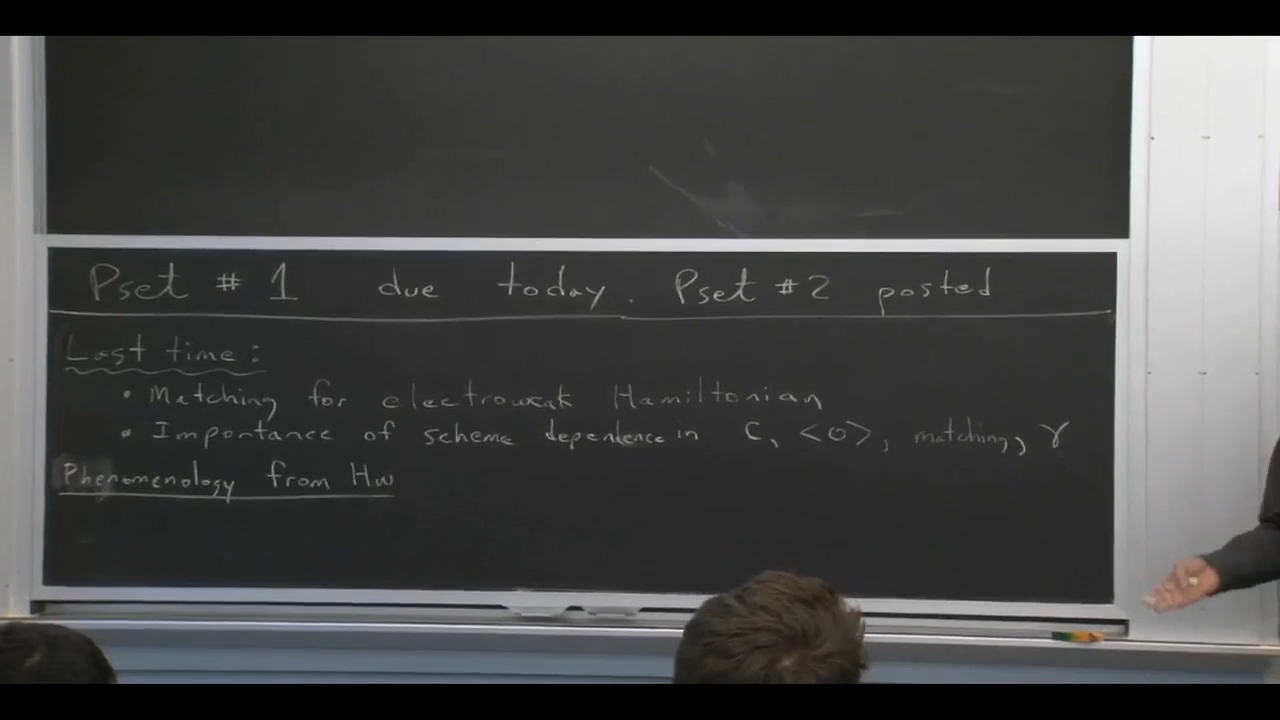 Pset # 1 due today. Pset # 2 posted
Last time:
• Matching for electroweak Hamiltonian
• Importance of scheme dependence in C, <O>, matching, γ
Phenomenology from Hw